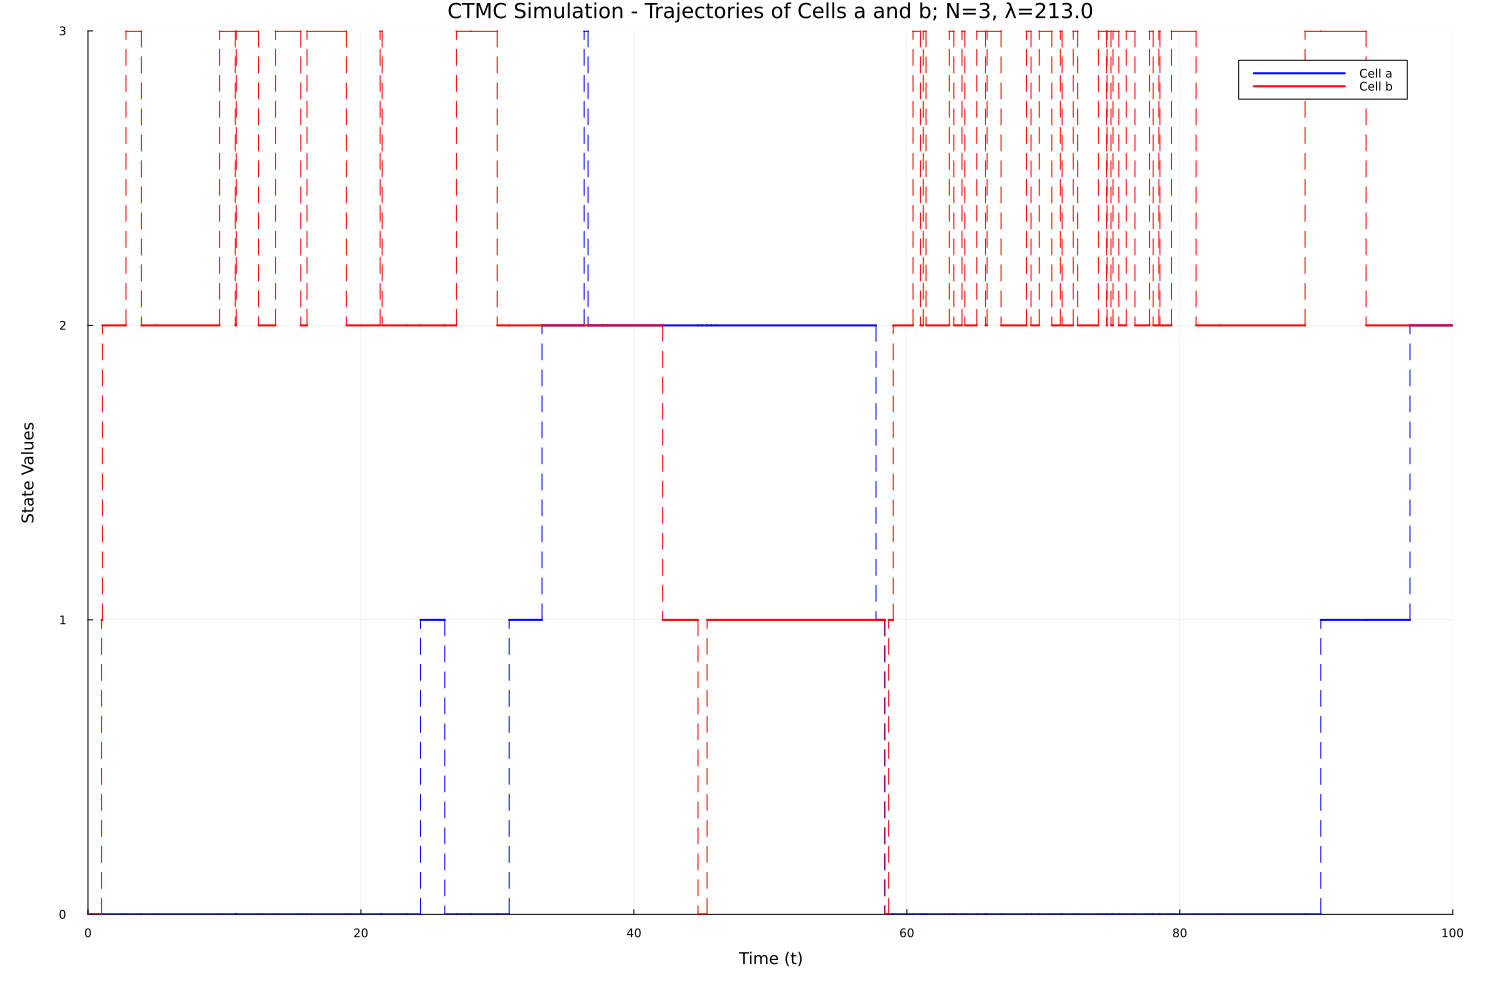 CTMC Simulation - Trajectories of Cells a and b; N=3, λ=213.0
3
Cell a
Cell b
2
State Values
1
0
0 20 40 60 80 100
Time (t)